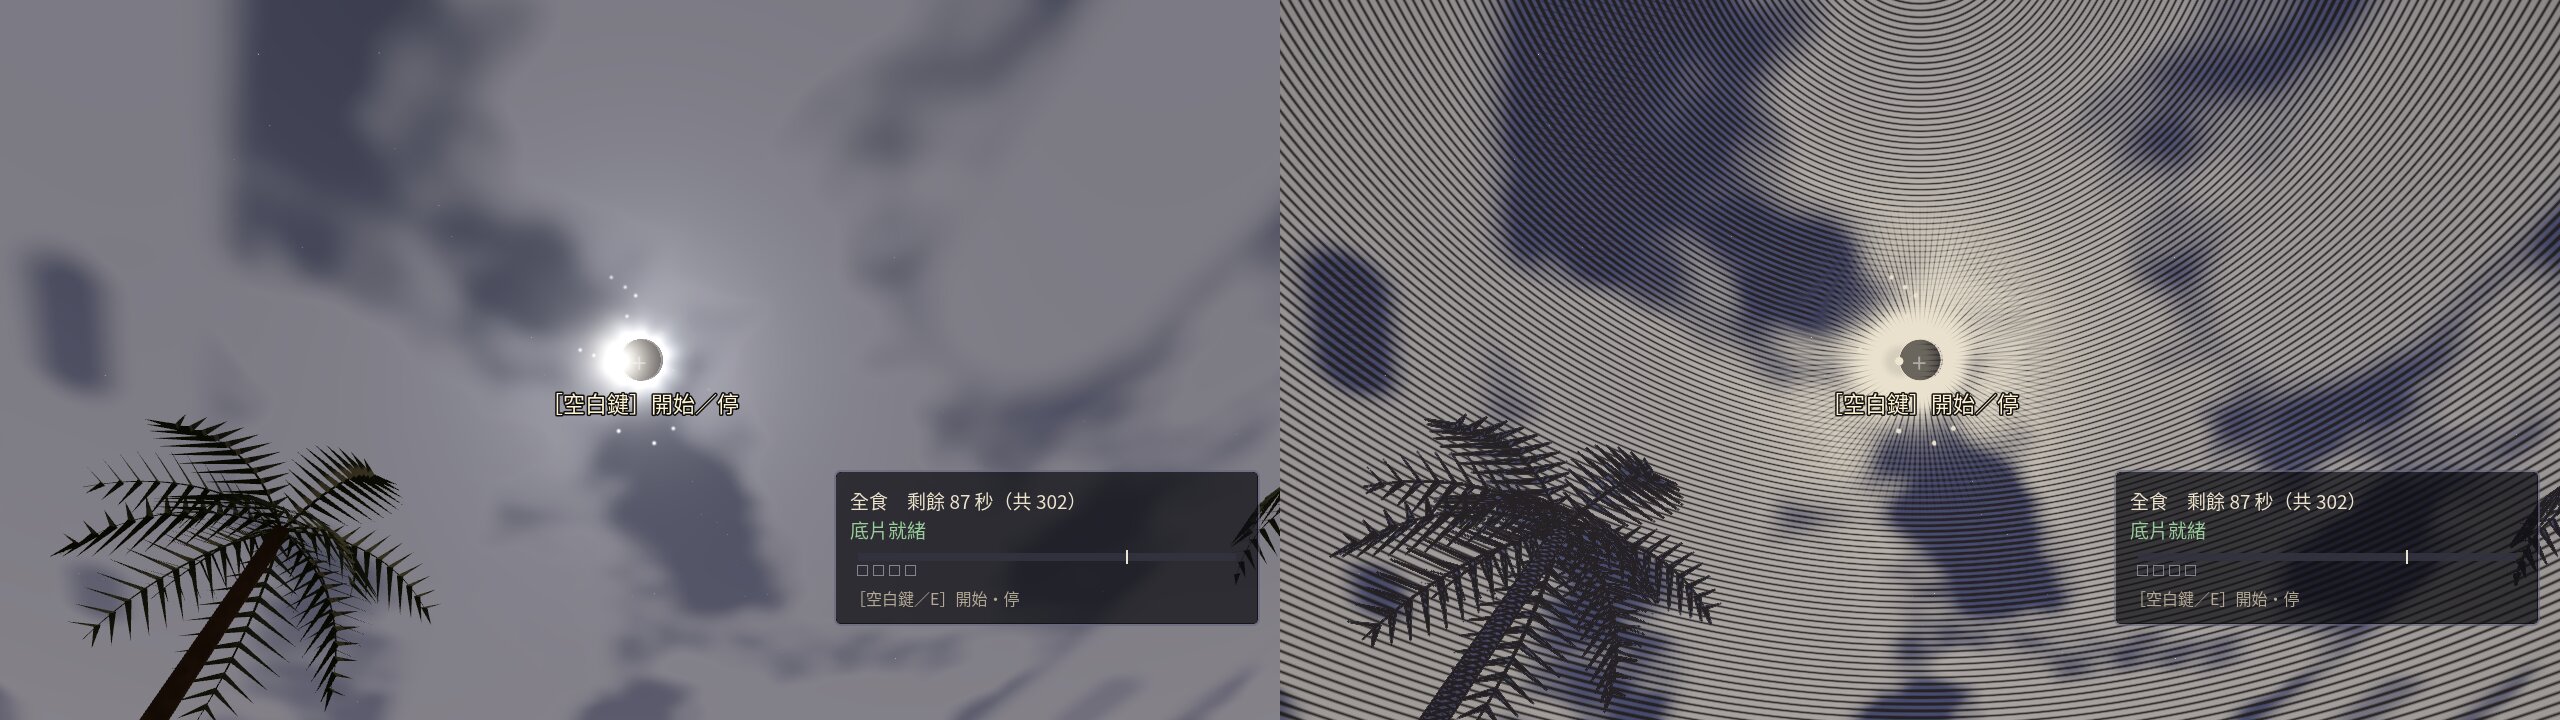 ［空白鍵］ 開始／停
全食　剩餘 87 秒（共 302）
底片就緒
□□□□
［空白鍵／E］開始・停
［空白鍵］ 開始／停
全食　剩餘 87 秒（共 302）
底片就緒
□□□□
［空白鍵／E］開始・停